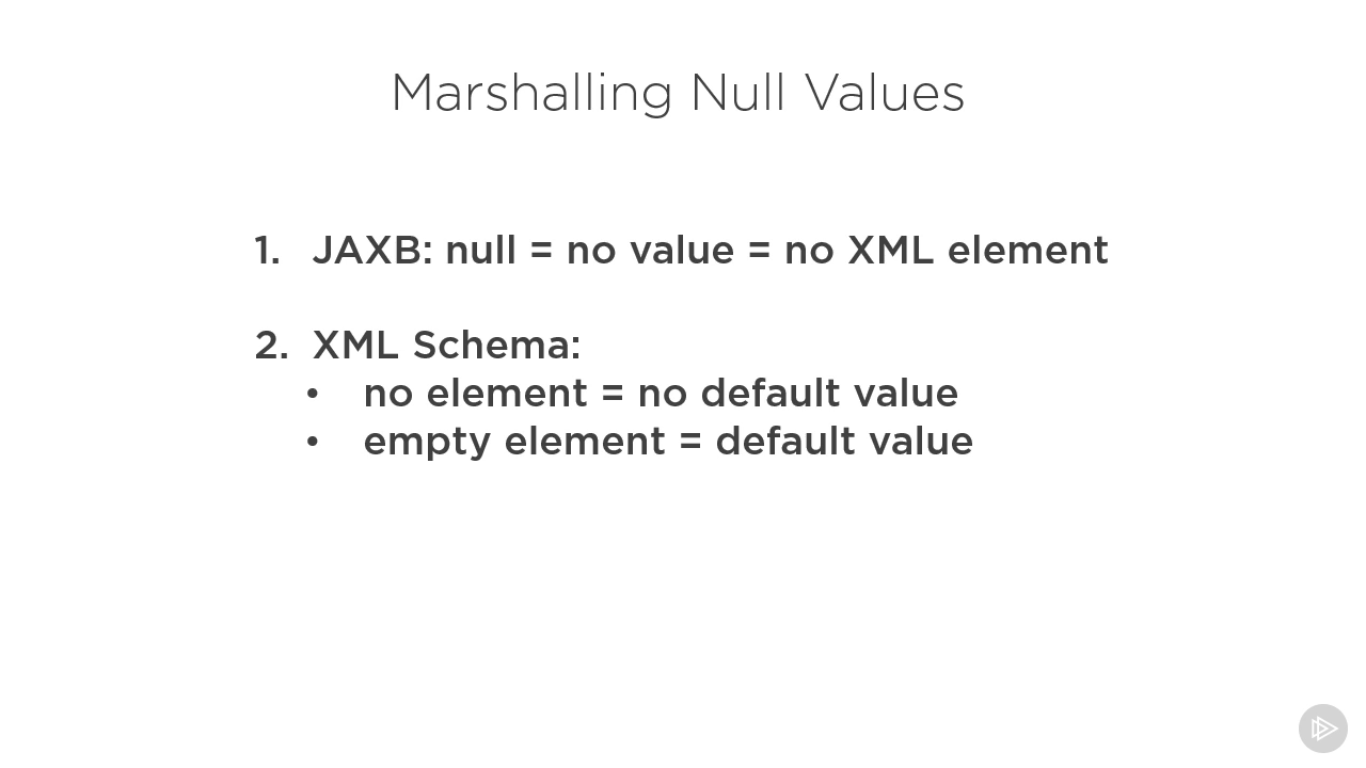 Marshalling Null Values
1. JAXB: null = no value = no XML element
2. XML Schema:
• no element = no default value
• empty element = default value